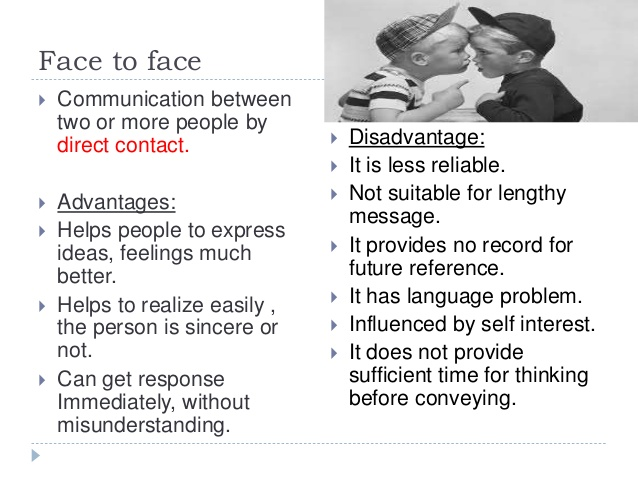 Face to face
Communication between
two or more people by
direct contact.
Advantages:
Helps people to express
ideas, feelings much
better.
Helps to realize easily ,
the person is sincere or
not.
Can get response
Immediately, without
misunderstanding.
Disadvantage:
It is less reliable.
Not suitable for lengthy
message.
It provides no record for
future reference.
It has language problem.
Influenced by self interest.
It does not provide
sufficient time for thinking
before conveying.